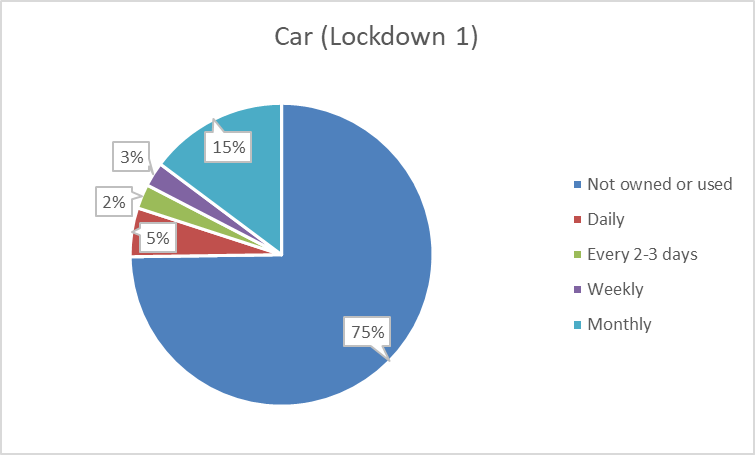 Car (Lockdown 1)
15%
3%
2%
5%
75%
Not owned or used
Daily
Every 2-3 days
Weekly
Monthly